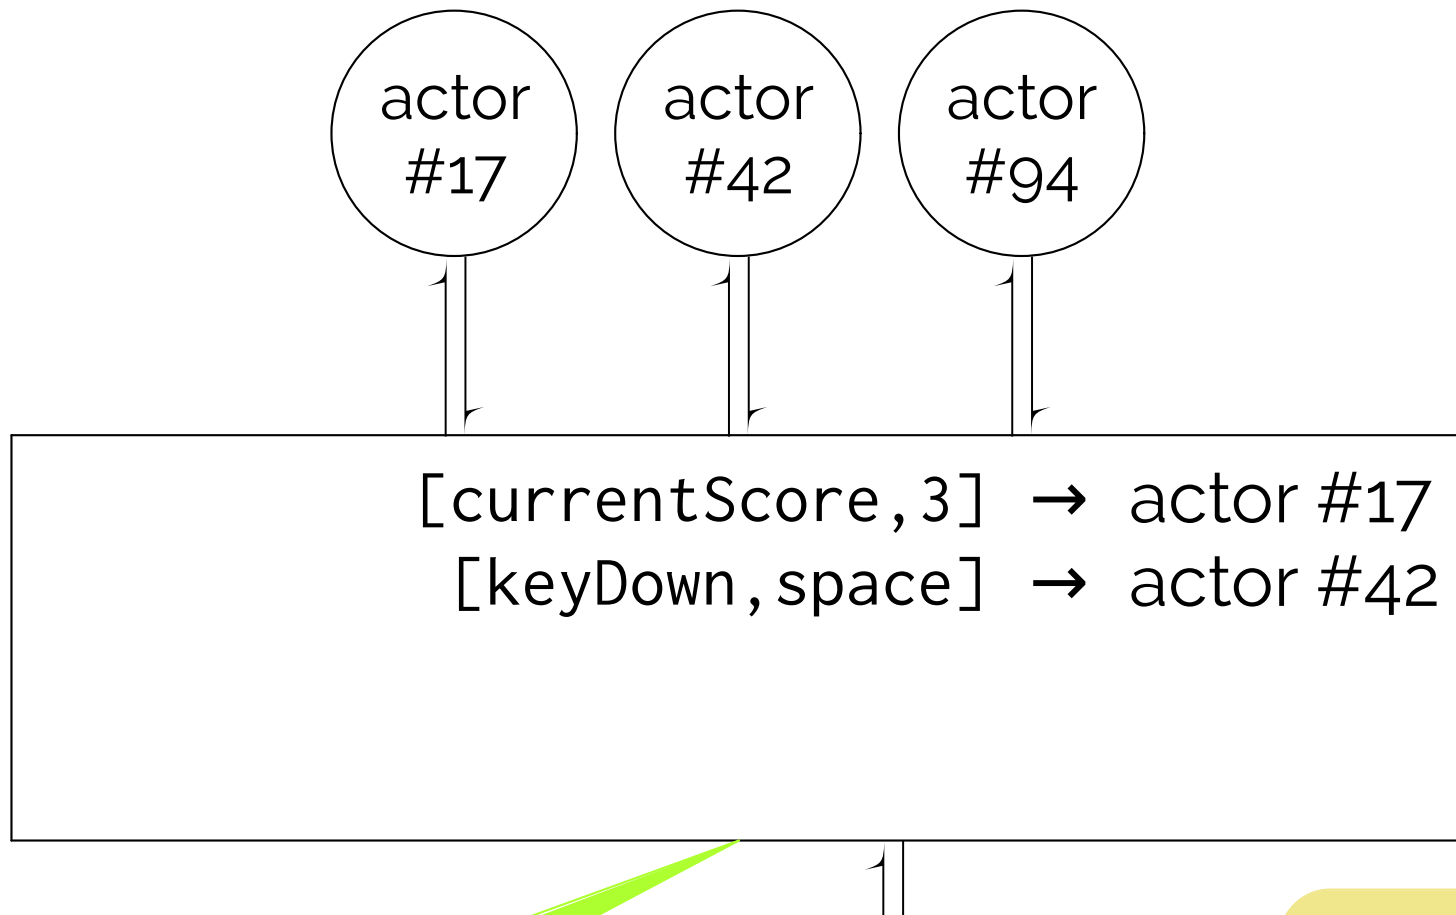 actor
#17
actor
#42
actor
#94
[currentScore,3] → actor #17
[keyDown,space] → actor #42